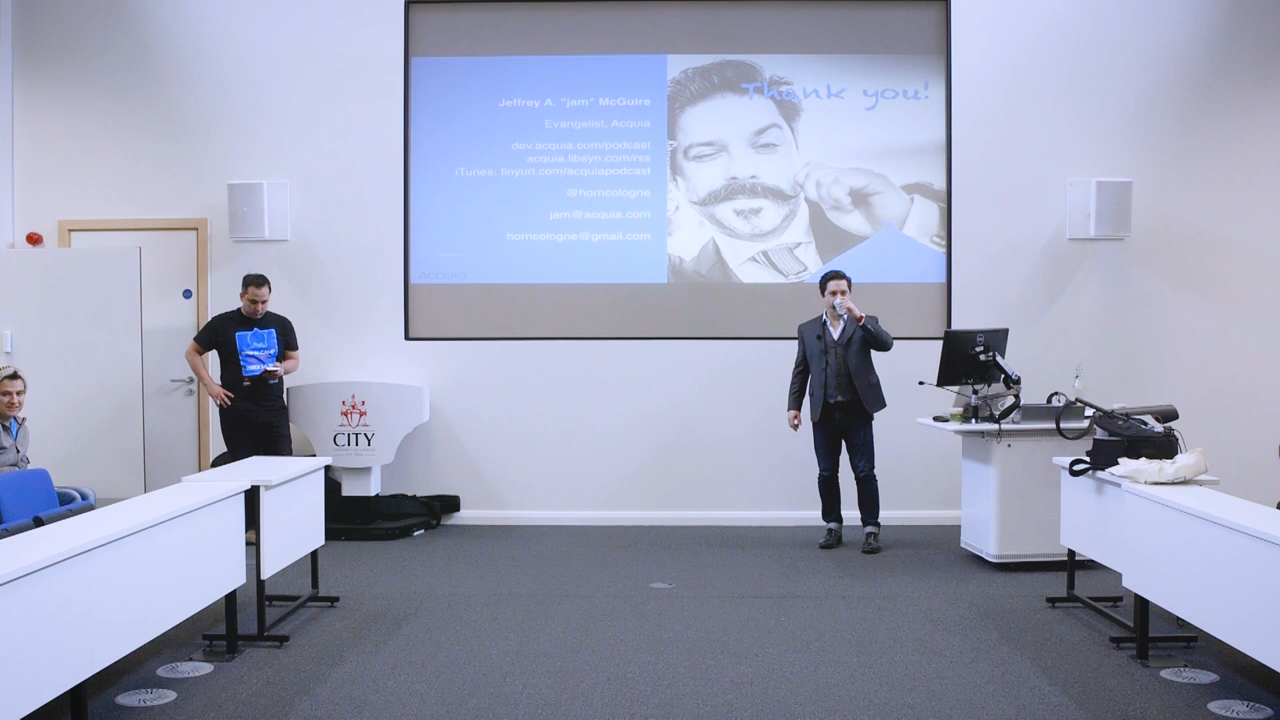 Thank you!
Jeffrey A. "jam" McGuire
Evangelist, Acquia
dev.acquia.com/podcast
acquia.libsyn.com/rss
iTunes: tinyurl.com/acquiapodcast
@horncologne
jam@acquia.com
horncologne@gmail.com
ACQUIA
CITY